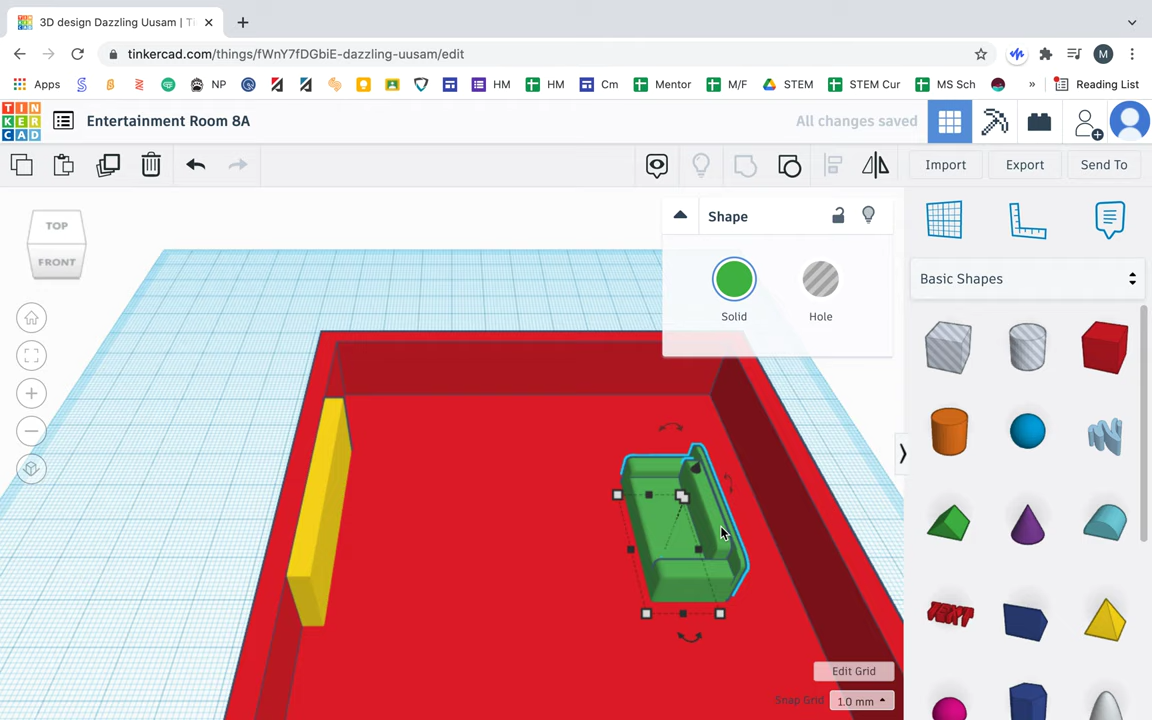 3D design Dazzling Uusam | Ti
tinkercad.com/things/fWnY7fDGbiE-dazzling-uusam/edit
M
Apps
NP
HM
HM
Cm
Mentor
M/F
STEM
STEM Cur
MS Sch
»
Reading List
TIN
KER
CAD
Entertainment Room 8A
All changes saved
Import
Export
Send To
TOP
FRONT
Shape
Solid
Hole
Basic Shapes
TEXT
Edit Grid
Snap Grid
1.0 mm